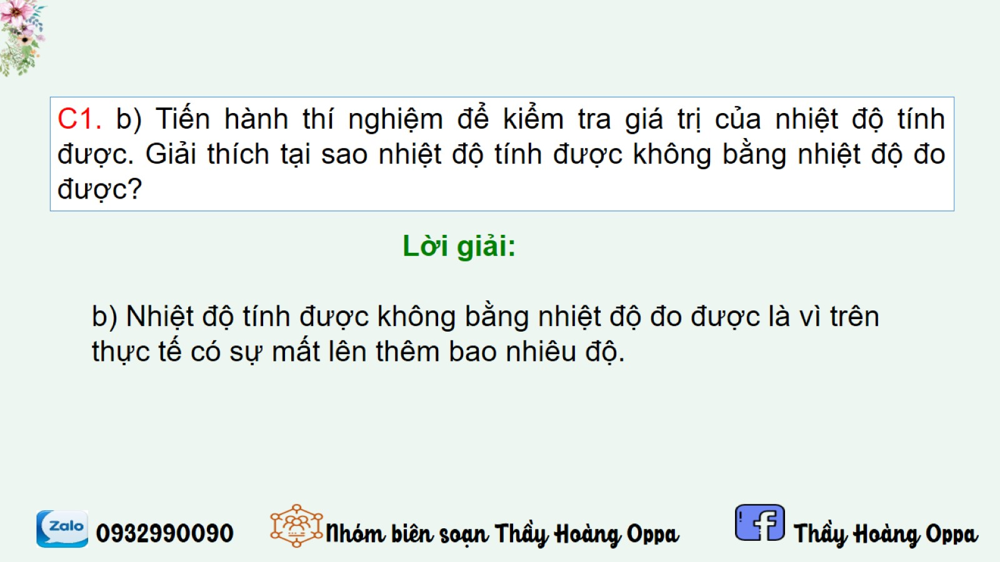 C1. b) Tiến hành thí nghiệm để kiểm tra giá trị của nhiệt độ tính
được. Giải thích tại sao nhiệt độ tính được không bằng nhiệt độ đo
được?
Lời giải:
b) Nhiệt độ tính được không bằng nhiệt độ đo được là vì trên
thực tế có sự mất lên thêm bao nhiêu độ.
Zalo 0932990090 Nhóm biên soạn Thầy Hoàng Oppa f Thầy Hoàng Oppa